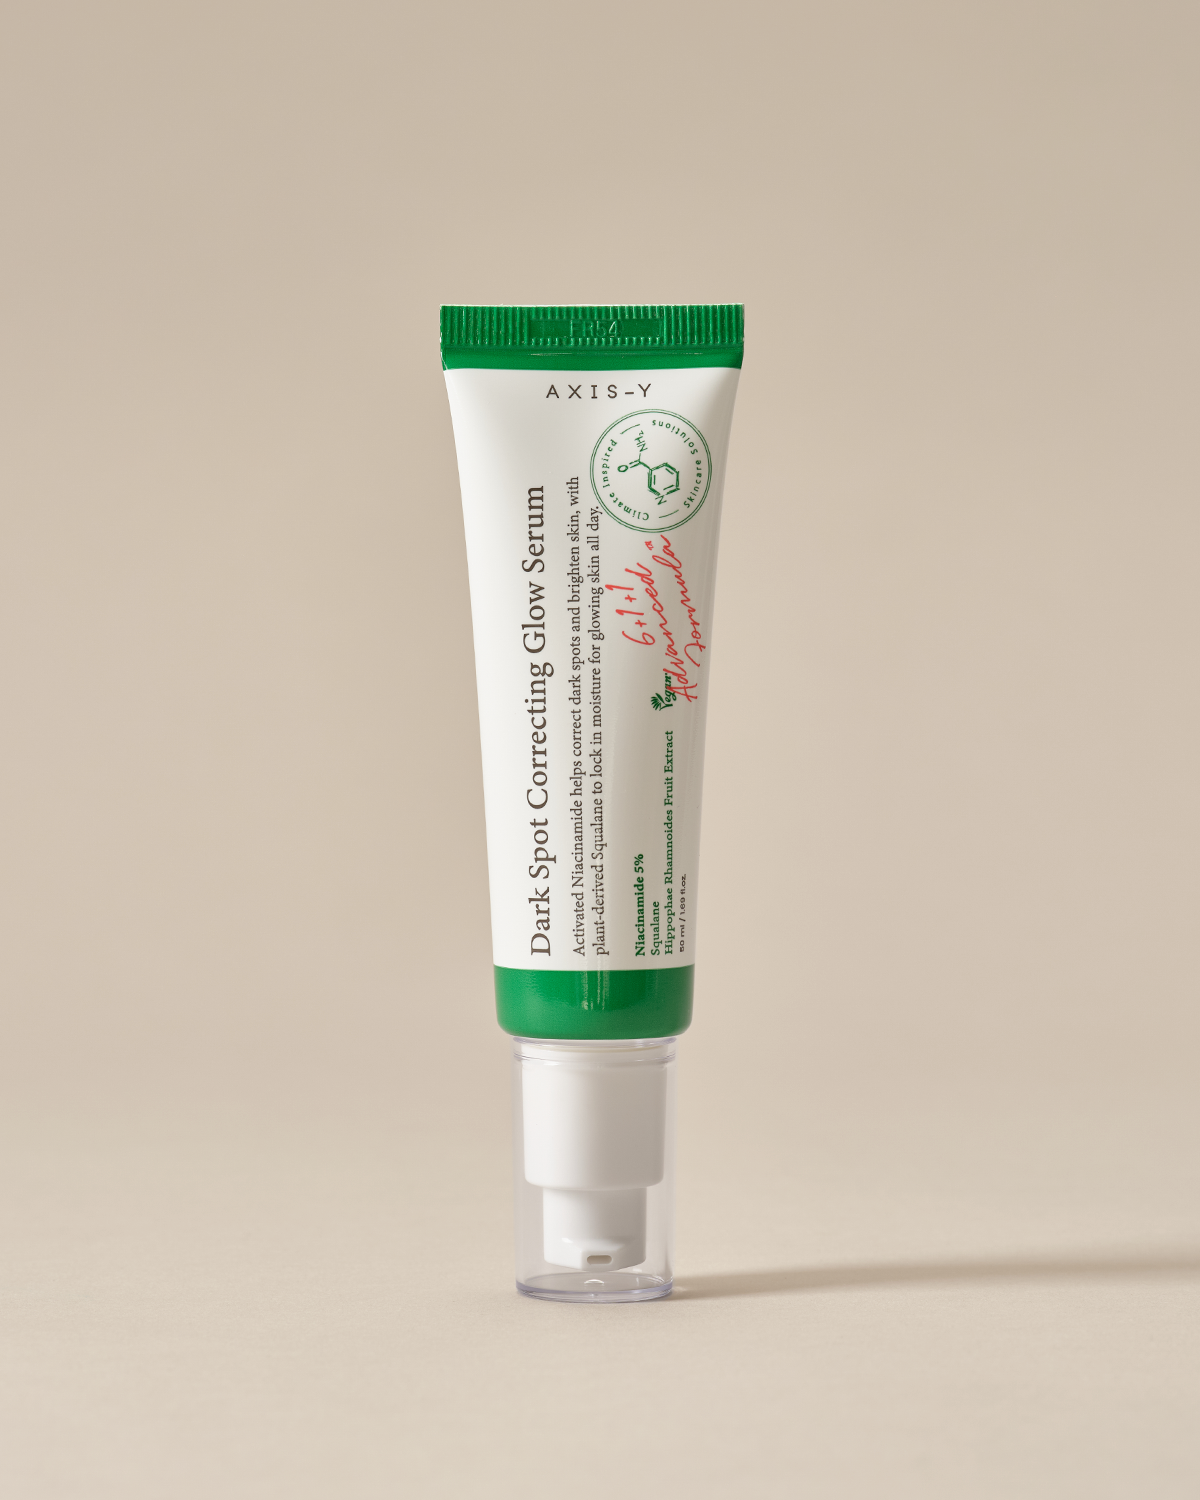 AXIS-Y
Dark Spot Correcting Glow Serum
Activated Niacinamide helps correct dark spots and brighten skin, with
plant-derived Squalane to lock in moisture for glowing skin all day.
Climate Inspired
Skincare Solutions
O
NH₂
N
6+1+1
Advanced™
Formula
Vegan
Niacinamide 5%
Squalane
Hippophae Rhamnoides Fruit Extract
50 ml / 1.69 fl.oz.